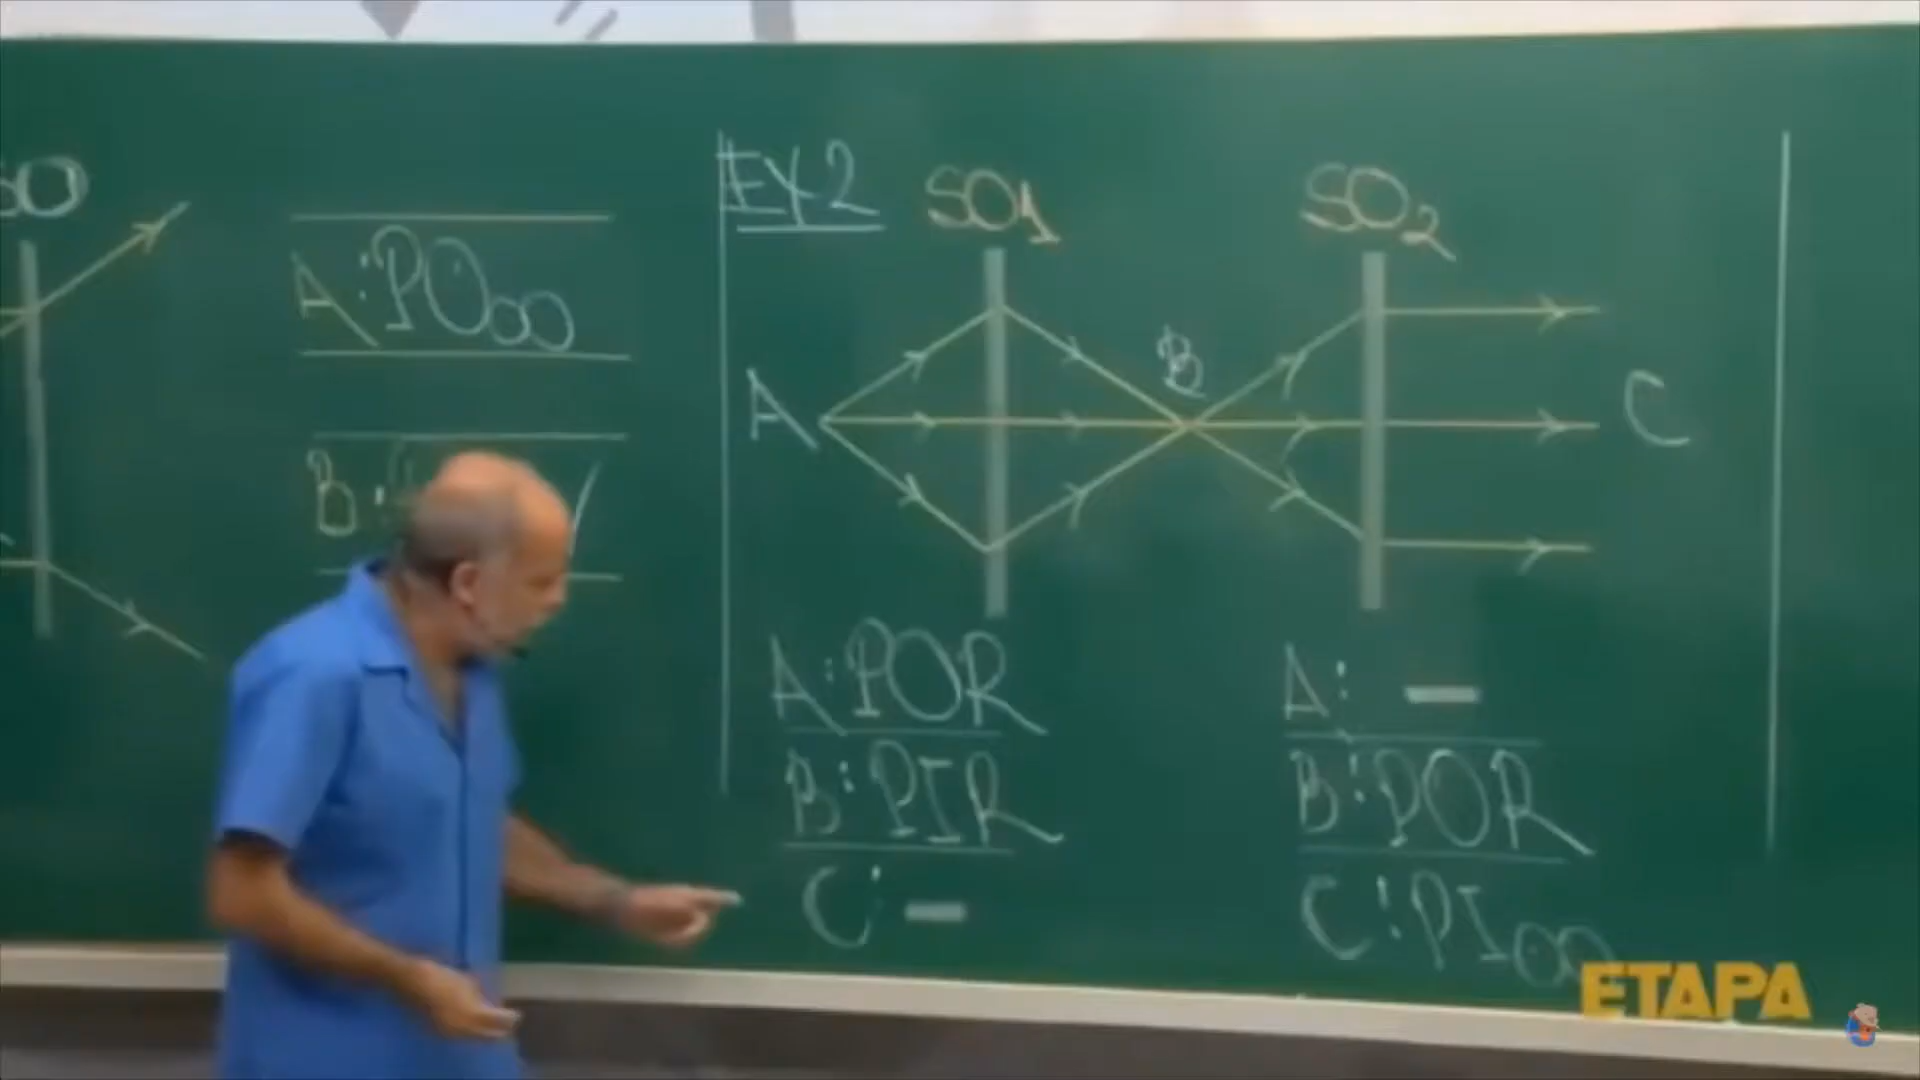 SO
A:PO∞
B:
EX 2
SO1
SO2
A
B
C
A:POR
B:PIR
C: —
A: —
B:POR
C:PI∞
ETAPA